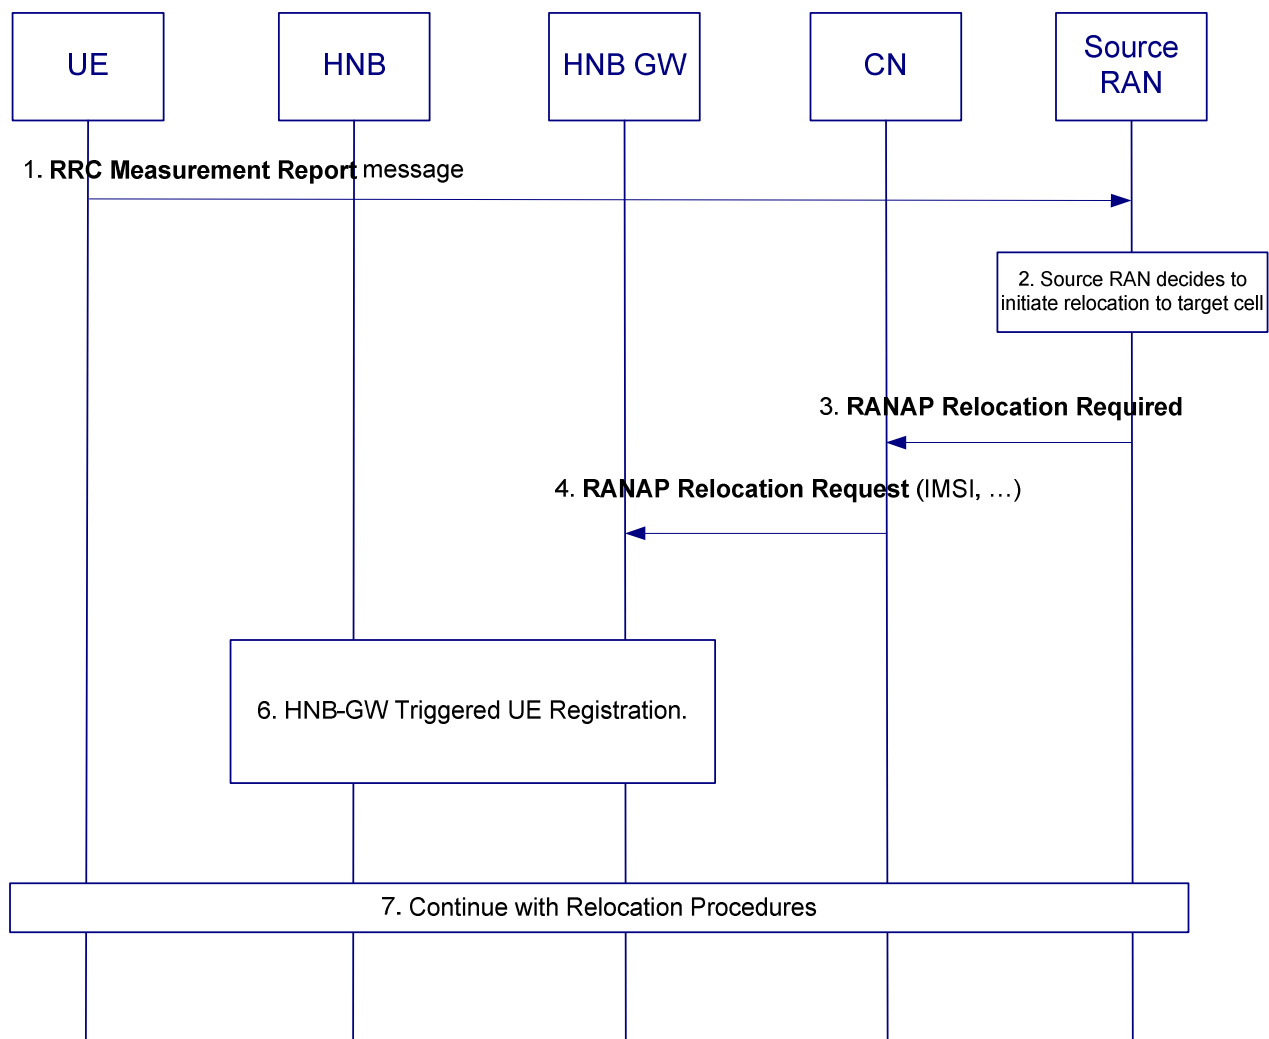 UE
HNB
HNB GW
CN
Source
RAN
1. RRC Measurement Report message
2. Source RAN decides to
initiate relocation to target cell
3. RANAP Relocation Required
4. RANAP Relocation Request (IMSI, …)
6. HNB-GW Triggered UE Registration.
7. Continue with Relocation Procedures